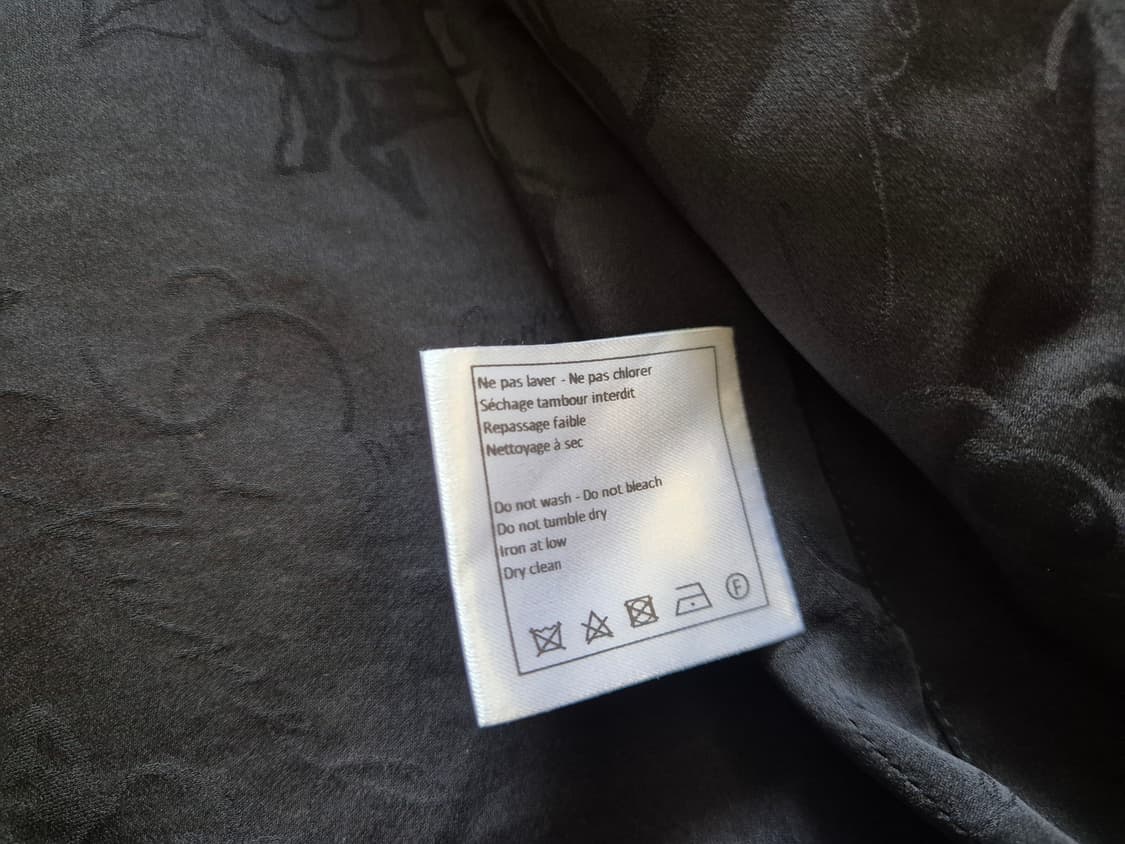 Ne pas laver - Ne pas chlorer
Séchage tambour interdit
Repassage faible
Nettoyage à sec
Do not wash - Do not bleach
Do not tumble dry
Iron at low
Dry clean
F